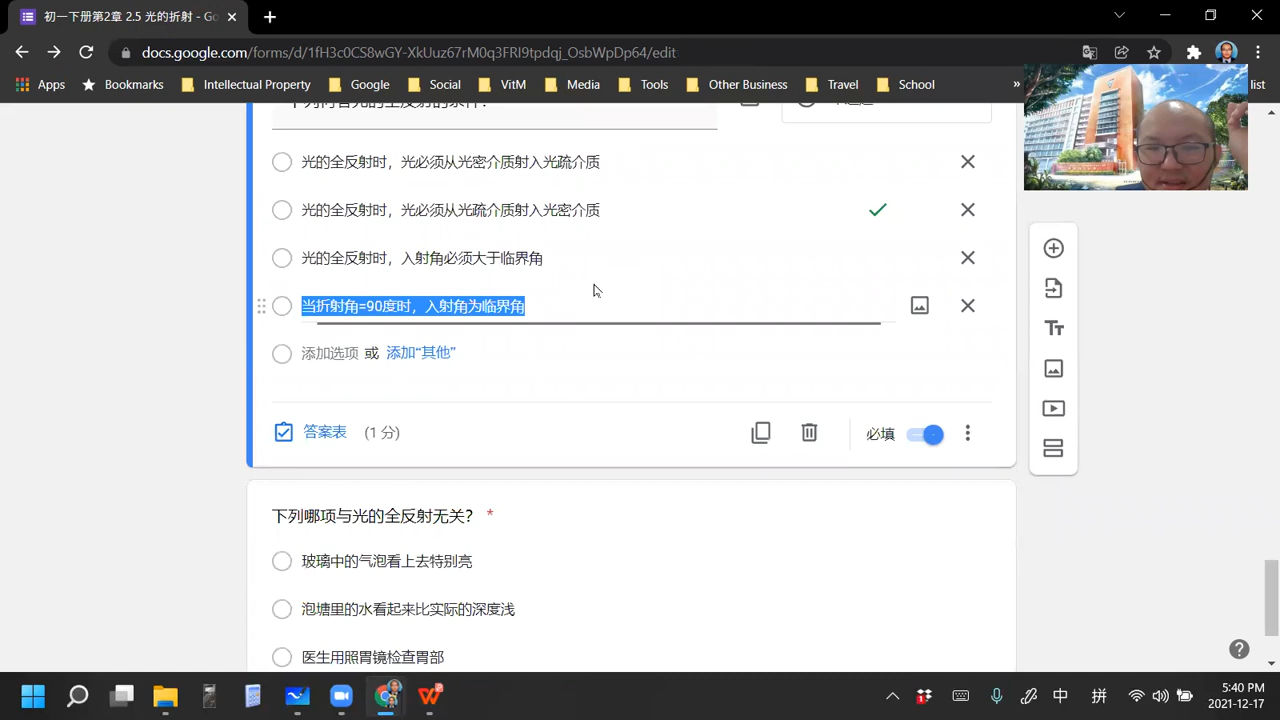 初一下册第2章 2.5 光的折射 - Go
docs.google.com/forms/d/1fH3c0CS8wGY-XkUuz67rM0q3FRI9tpdqj_OsbWpDp64/edit
Apps
Bookmarks
Intellectual Property
Google
Social
VitM
Media
Tools
Other Business
Travel
School
»
list
光的全反射时，光必须从光密介质射入光疏介质
光的全反射时，光必须从光疏介质射入光密介质
光的全反射时，入射角必须大于临界角
当折射角=90度时，入射角为临界角
添加选项 或 添加“其他”
答案表 (1 分)
必填
下列哪项与光的全反射无关? *
玻璃中的气泡看上去特别亮
泡塘里的水看起来比实际的深度浅
医生用照胃镜检查胃部
中
拼
5:40 PM
2021-12-17